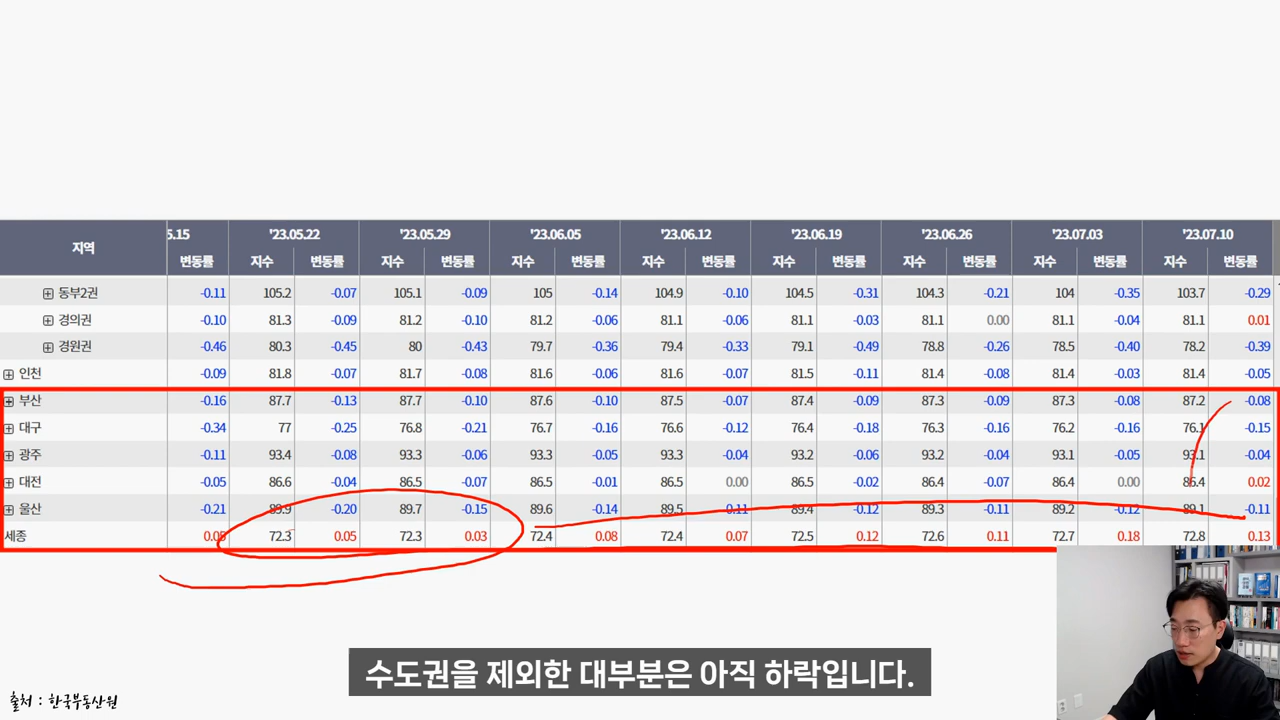 지역 5.15 '23.05.22 '23.05.29 '23.06.05 '23.06.12 '23.06.19 '23.06.26 '23.07.03 '23.07.10
변동률 지수 변동률 지수 변동률 지수 변동률 지수 변동률 지수 변동률 지수 변동률 지수 변동률 지수 변동률
동부2권 -0.11 105.2 -0.07 105.1 -0.09 105 -0.14 104.9 -0.10 104.5 -0.31 104.3 -0.21 104 -0.35 103.7 -0.29
경의권 -0.10 81.3 -0.09 81.2 -0.10 81.2 -0.06 81.1 -0.06 81.1 -0.03 81.1 0.00 81.1 -0.04 81.1 0.01
경원권 -0.46 80.3 -0.45 80 -0.43 79.7 -0.36 79.4 -0.33 79.1 -0.49 78.8 -0.26 78.5 -0.40 78.2 -0.39
인천 -0.09 81.8 -0.07 81.7 -0.08 81.6 -0.06 81.6 -0.07 81.5 -0.11 81.4 -0.08 81.4 -0.03 81.4 -0.05
부산 -0.16 87.7 -0.13 87.7 -0.10 87.6 -0.10 87.5 -0.07 87.4 -0.09 87.3 -0.09 87.3 -0.08 87.2 -0.08
대구 -0.34 77 -0.25 76.8 -0.21 76.7 -0.16 76.6 -0.12 76.4 -0.18 76.3 -0.16 76.2 -0.16 76.1 -0.15
광주 -0.11 93.4 -0.08 93.3 -0.06 93.3 -0.05 93.3 -0.04 93.2 -0.06 93.2 -0.04 93.1 -0.05 93.1 -0.04
대전 -0.05 86.6 -0.04 86.5 -0.07 86.5 -0.01 86.5 0.00 86.5 -0.02 86.4 -0.07 86.4 0.00 86.4 0.02
울산 -0.21 89.9 -0.20 89.7 -0.15 89.6 -0.14 89.5 -0.11 89.4 -0.12 89.3 -0.11 89.2 -0.12 89.1 -0.11
세종 72.3 0.05 72.3 0.03 72.4 0.08 72.4 0.07 72.5 0.12 72.6 0.11 72.7 0.18 72.8 0.13
수도권을 제외한 대부분은 아직 하락입니다.
출처 : 한국부동산원